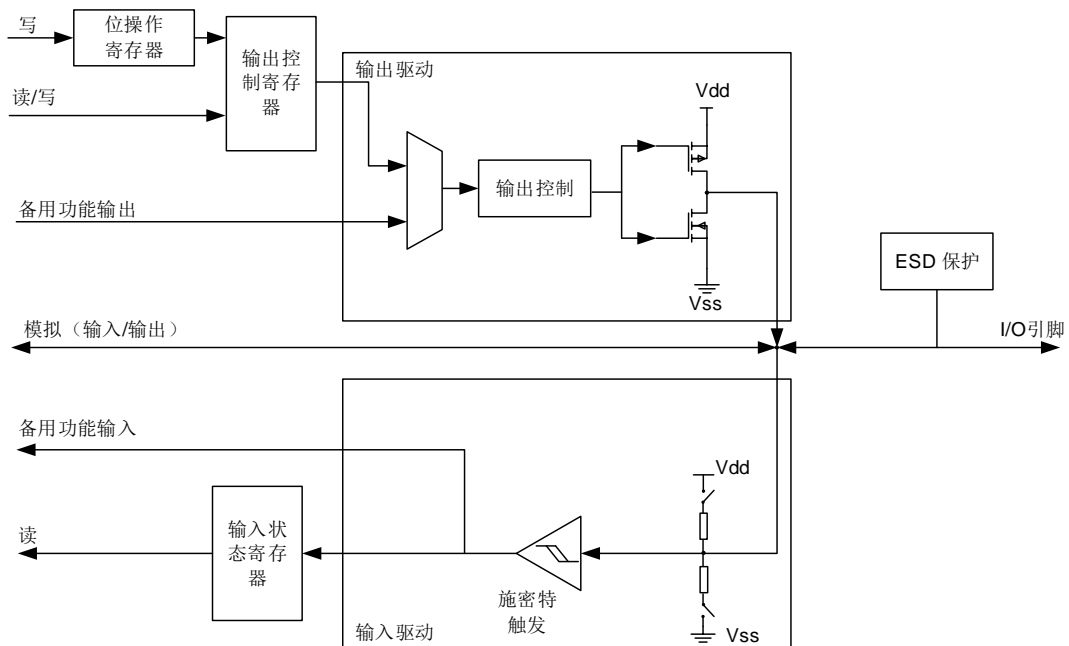 写
位操作
寄存器
输出控
制寄存
器
读/写
输出驱动
Vdd
输出控制
备用功能输出
Vss
ESD 保护
模拟（输入/输出）
I/O引脚
备用功能输入
Vdd
读
输入状
态寄存
器
施密特
触发
Vss
输入驱动